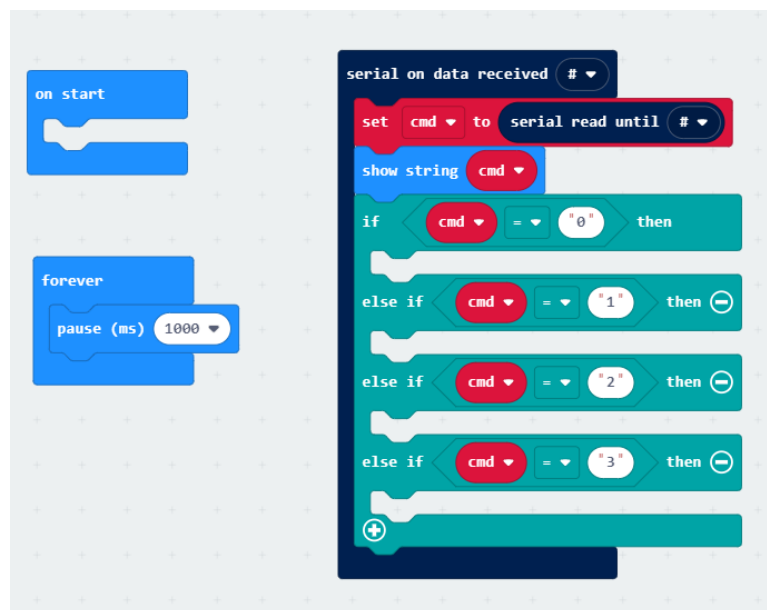 on start
forever
pause (ms) 1000
serial on data received #
set cmd to serial read until #
show string cmd
if cmd = "0" then
else if cmd = "1" then
else if cmd = "2" then
else if cmd = "3" then